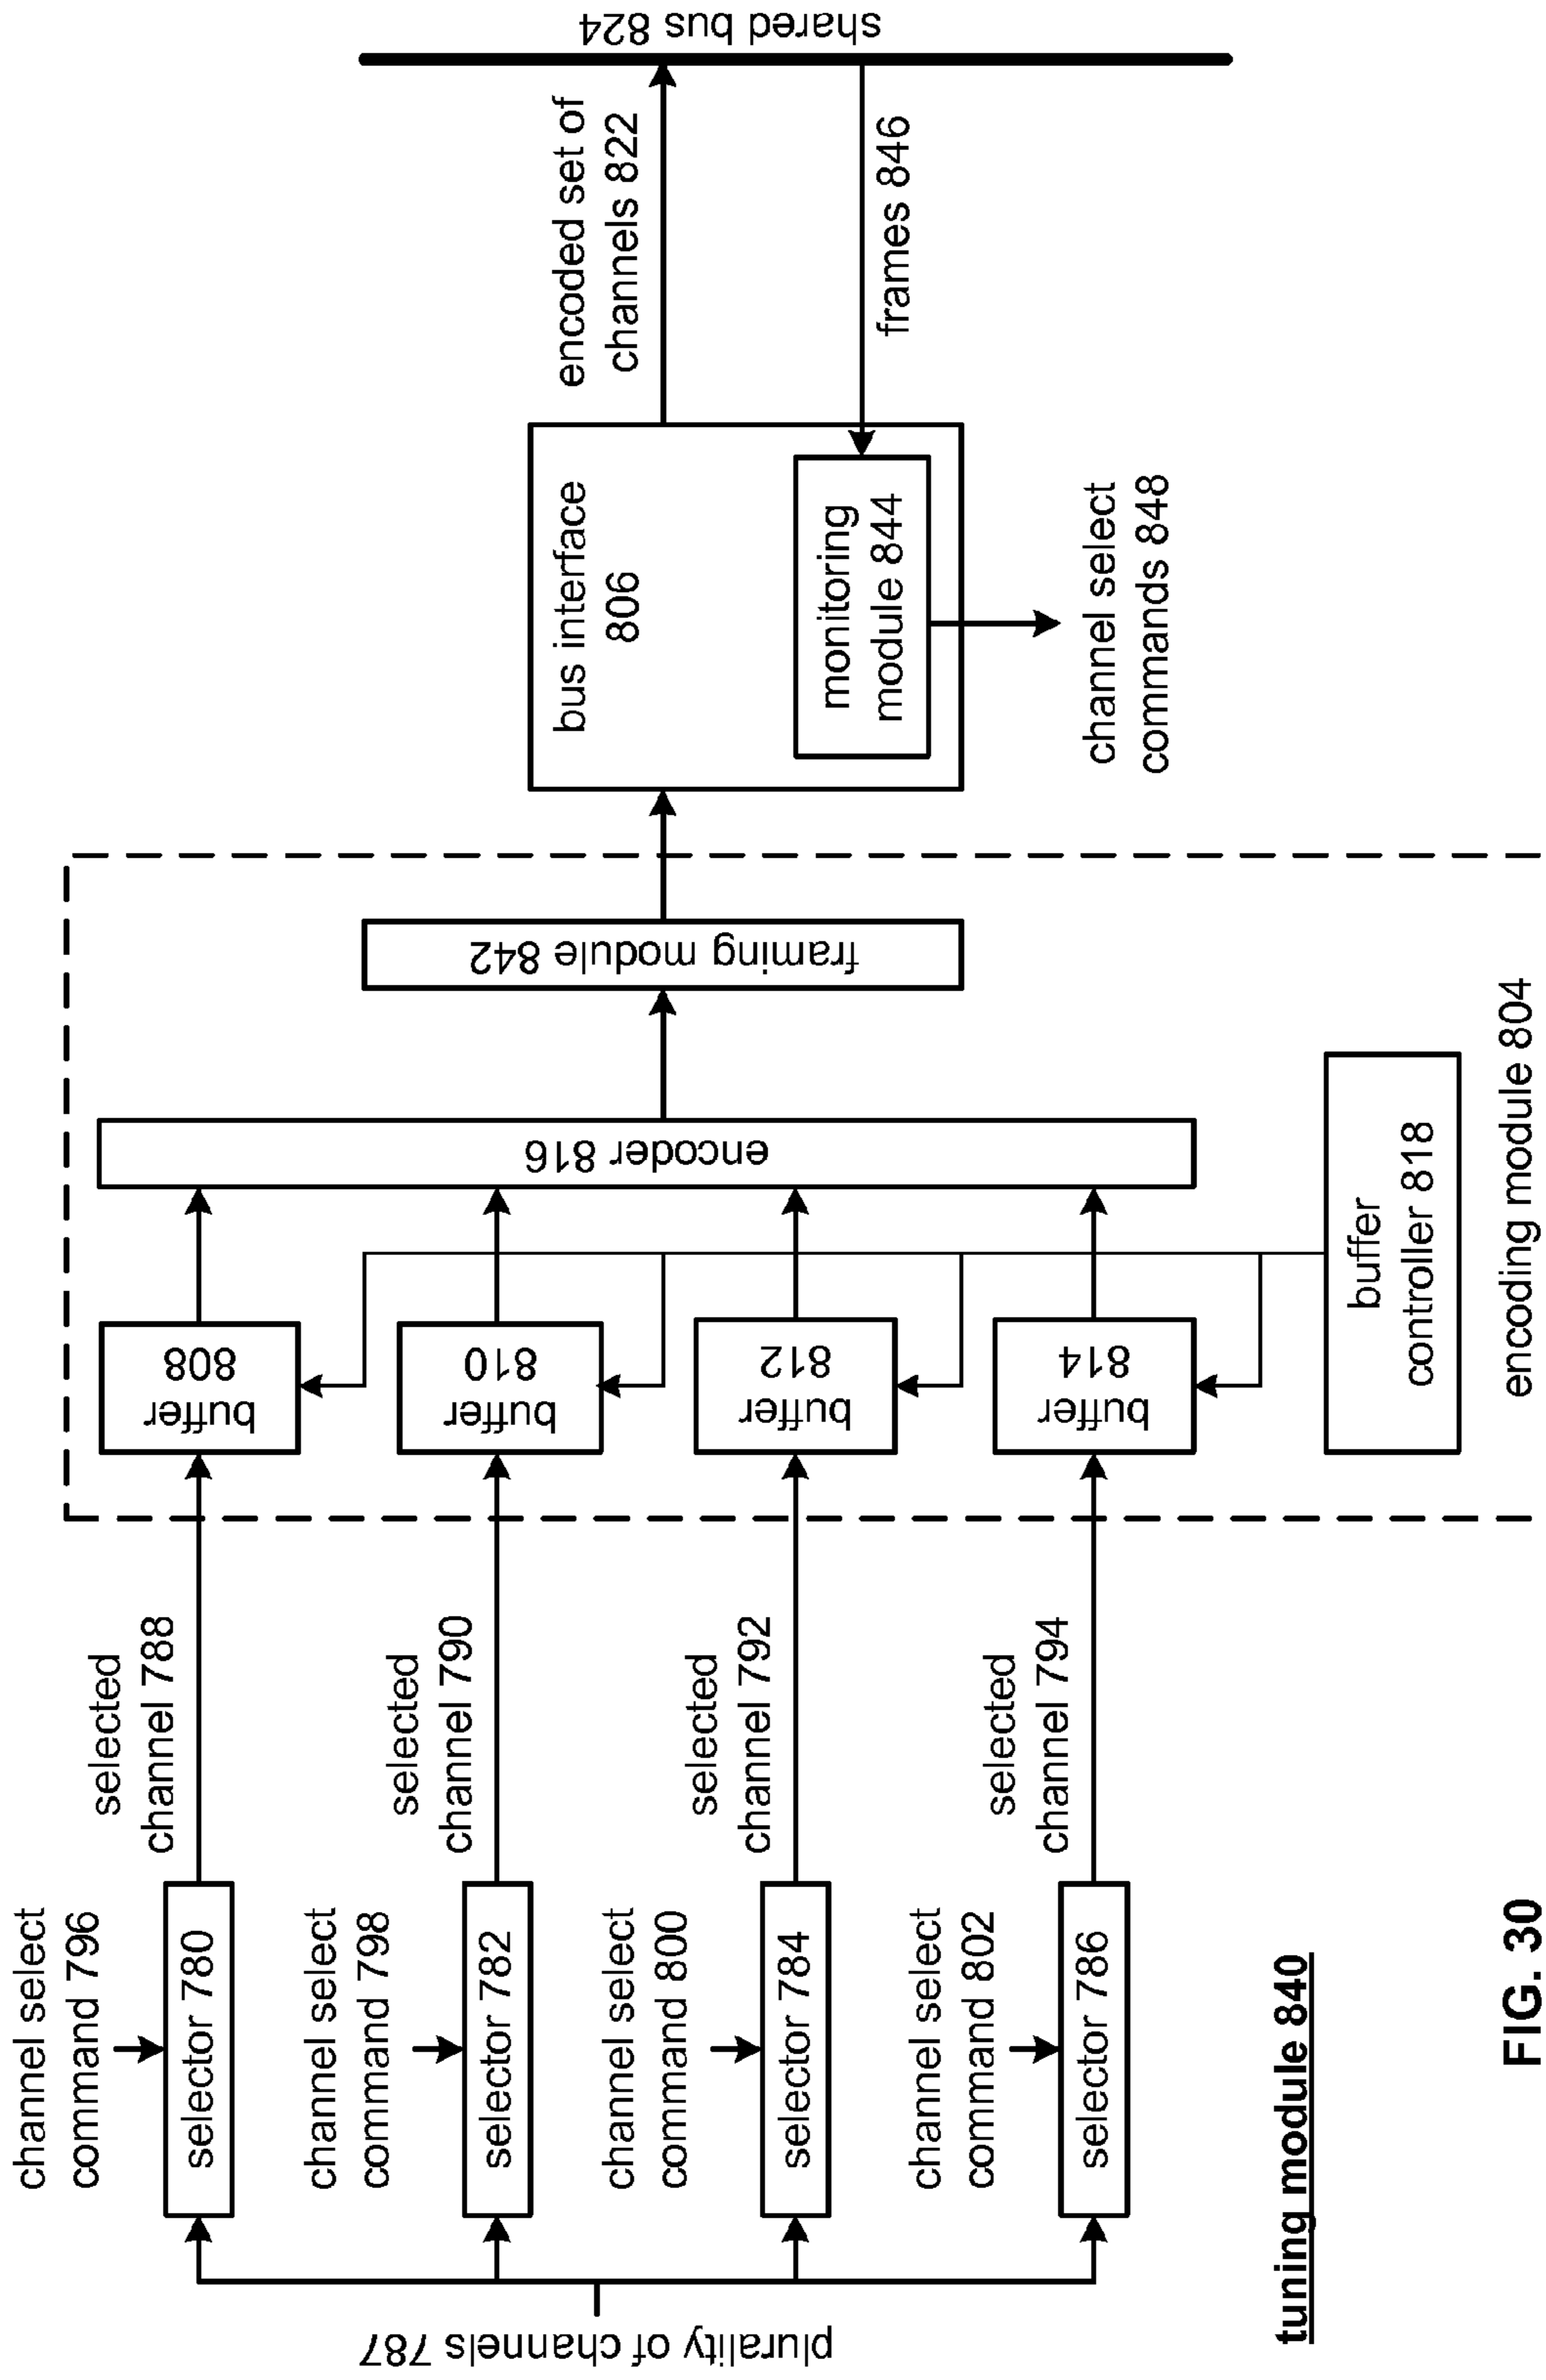 channel select
command 796
selector 780
selected
channel 788
buffer
808
channel select
command 798
selector 782
selected
channel 790
buffer
810
channel select
command 800
selector 784
selected
channel 792
buffer
812
channel select
command 802
selector 786
selected
channel 794
buffer
814
plurality of channels 787
encoder 816
framing module 842
buffer
controller 818
encoding module 804
bus interface
806
monitoring
module 844
channel select
commands 848
encoded set of
channels 822
frames 846
shared bus 824
tuning module 840
FIG. 30